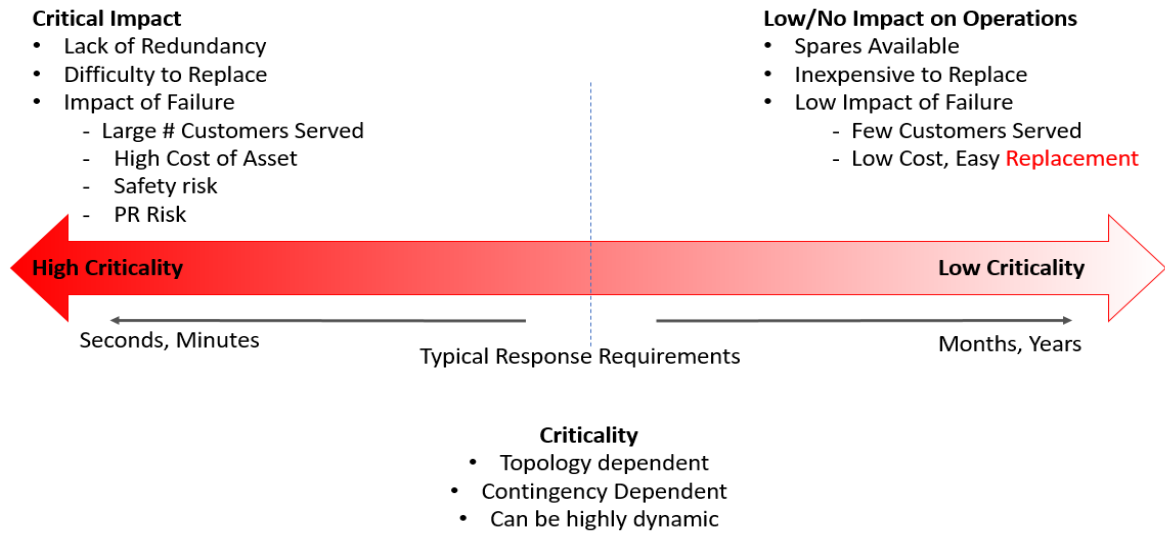 Critical Impact
• Lack of Redundancy
• Difficulty to Replace
• Impact of Failure
- Large # Customers Served
- High Cost of Asset
- Safety risk
- PR Risk
Low/No Impact on Operations
• Spares Available
• Inexpensive to Replace
• Low Impact of Failure
- Few Customers Served
- Low Cost, Easy Replacement
High Criticality
Low Criticality
Seconds, Minutes
Typical Response Requirements
Months, Years
Criticality
• Topology dependent
• Contingency Dependent
• Can be highly dynamic